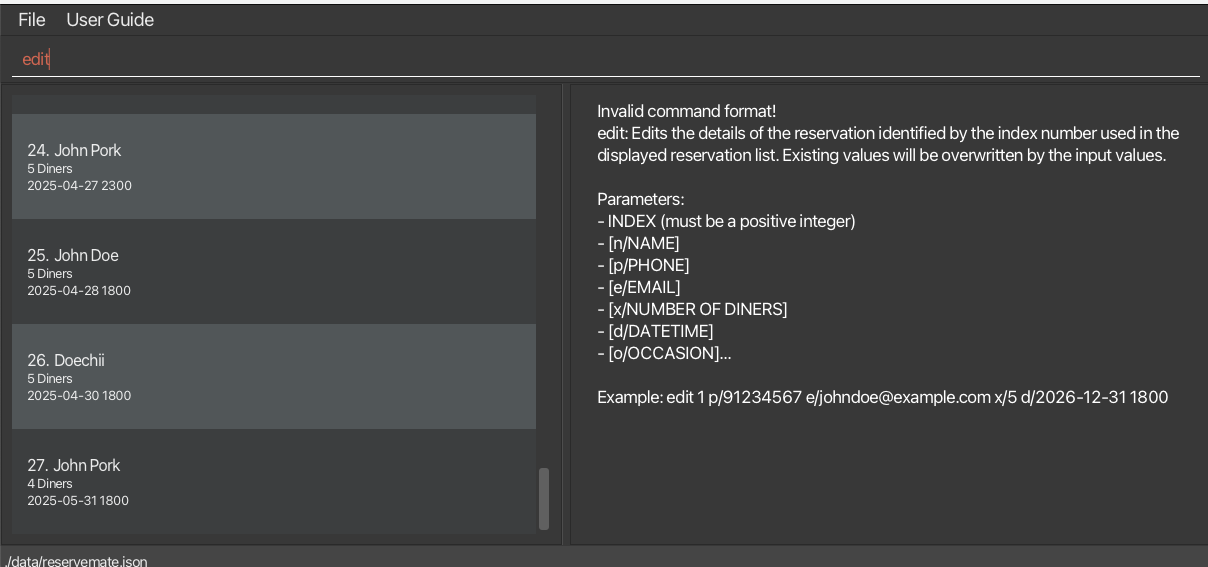 File User Guide
edit
24. John Pork
5 Diners
2025-04-27 2300
25. John Doe
5 Diners
2025-04-28 1800
26. Doechii
5 Diners
2025-04-30 1800
27. John Pork
4 Diners
2025-05-31 1800
Invalid command format!
edit: Edits the details of the reservation identified by the index number used in the
displayed reservation list. Existing values will be overwritten by the input values.
Parameters:
- INDEX (must be a positive integer)
- [n/NAME]
- [p/PHONE]
- [e/EMAIL]
- [x/NUMBER OF DINERS]
- [d/DATETIME]
- [o/OCCASION]...
Example: edit 1 p/91234567 e/johndoe@example.com x/5 d/2026-12-31 1800
./data/reservemate.json